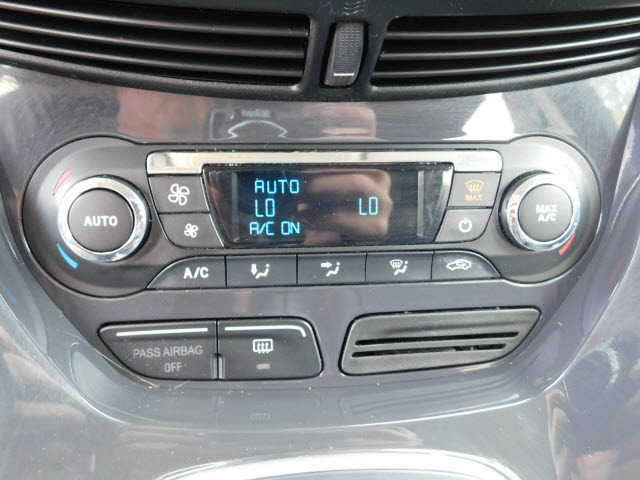 AUTO
LO LO
A/C ON
AUTO
MAX
MAX
A/C
A/C
PASS AIRBAG
OFF